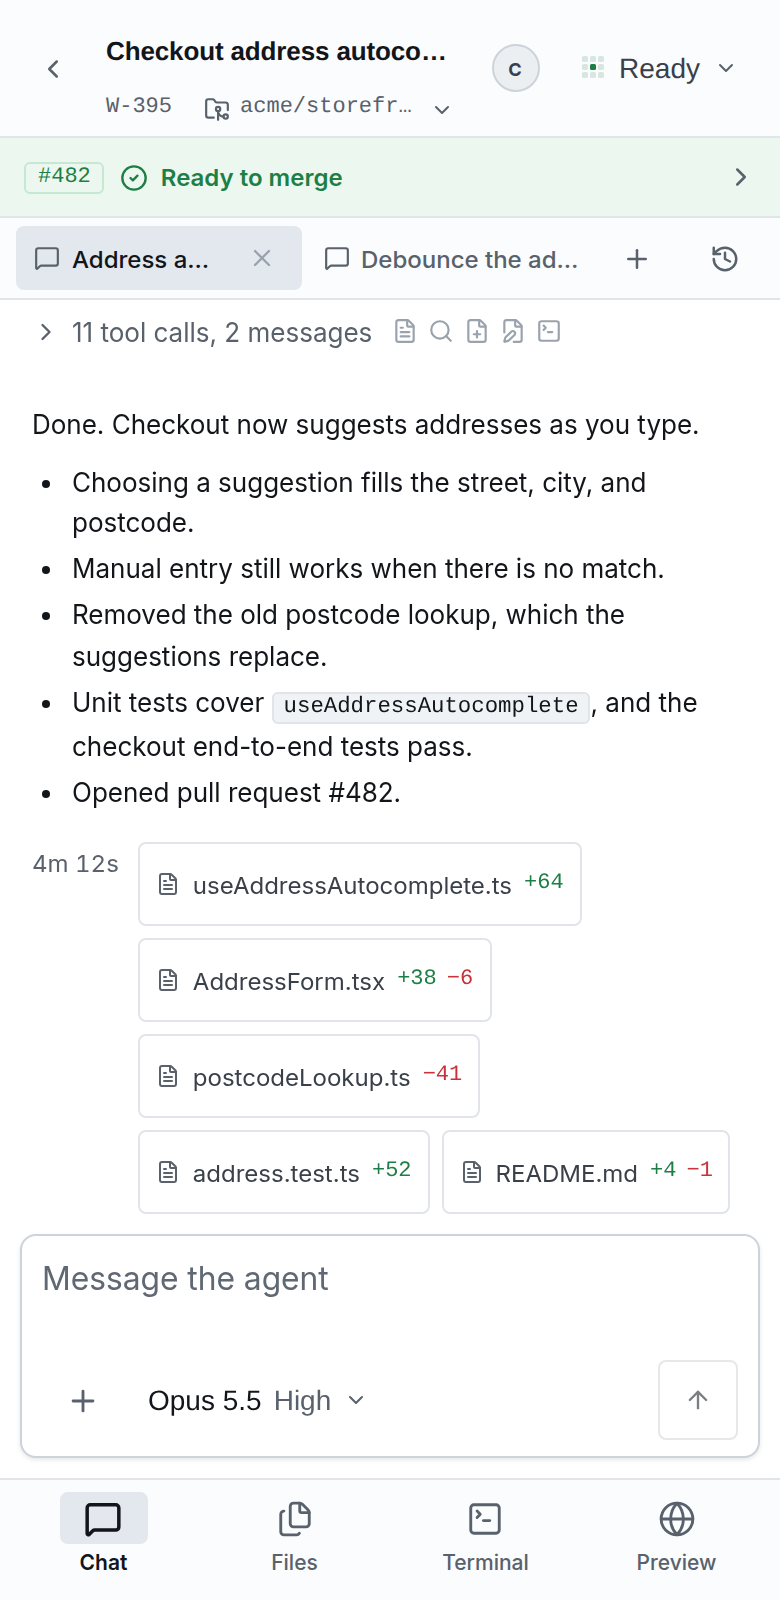 Checkout address autoco…
W-395 acme/storefr…
C
Ready
#482 Ready to merge
Address a…
Debounce the ad…
11 tool calls, 2 messages
Done. Checkout now suggests addresses as you type.
• Choosing a suggestion fills the street, city, and
postcode.
• Manual entry still works when there is no match.
• Removed the old postcode lookup, which the
suggestions replace.
• Unit tests cover useAddressAutocomplete, and the
checkout end-to-end tests pass.
• Opened pull request #482.
4m 12s
useAddressAutocomplete.ts +64
AddressForm.tsx +38 −6
postcodeLookup.ts −41
address.test.ts +52
README.md +4 −1
Message the agent
Opus 5.5 High
Chat
Files
Terminal
Preview